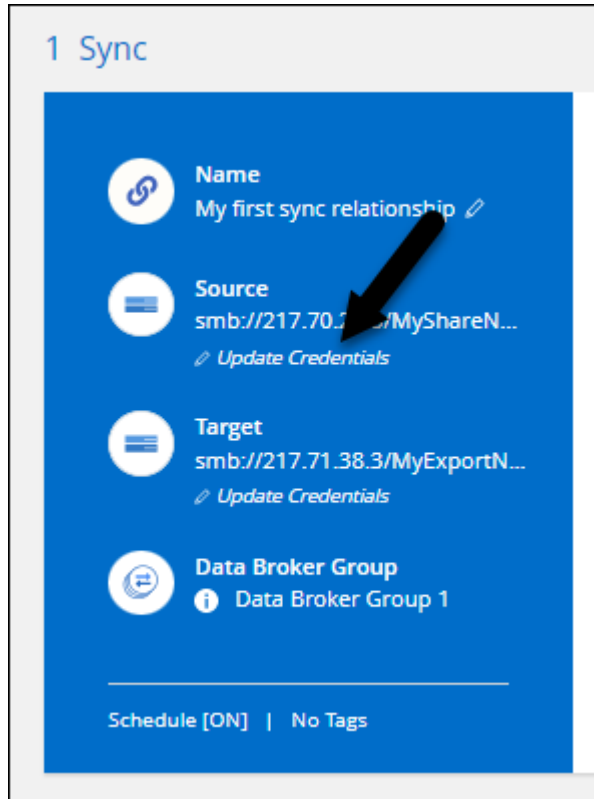 1 Sync
Name
My first sync relationship
Source
smb://217.70.2 /MyShareN...
Update Credentials
Target
smb://217.71.38.3/MyExportN...
Update Credentials
Data Broker Group
Data Broker Group 1
Schedule [ON] | No Tags